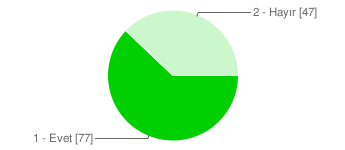 2 - Hayır [47]
1 - Evet [77]